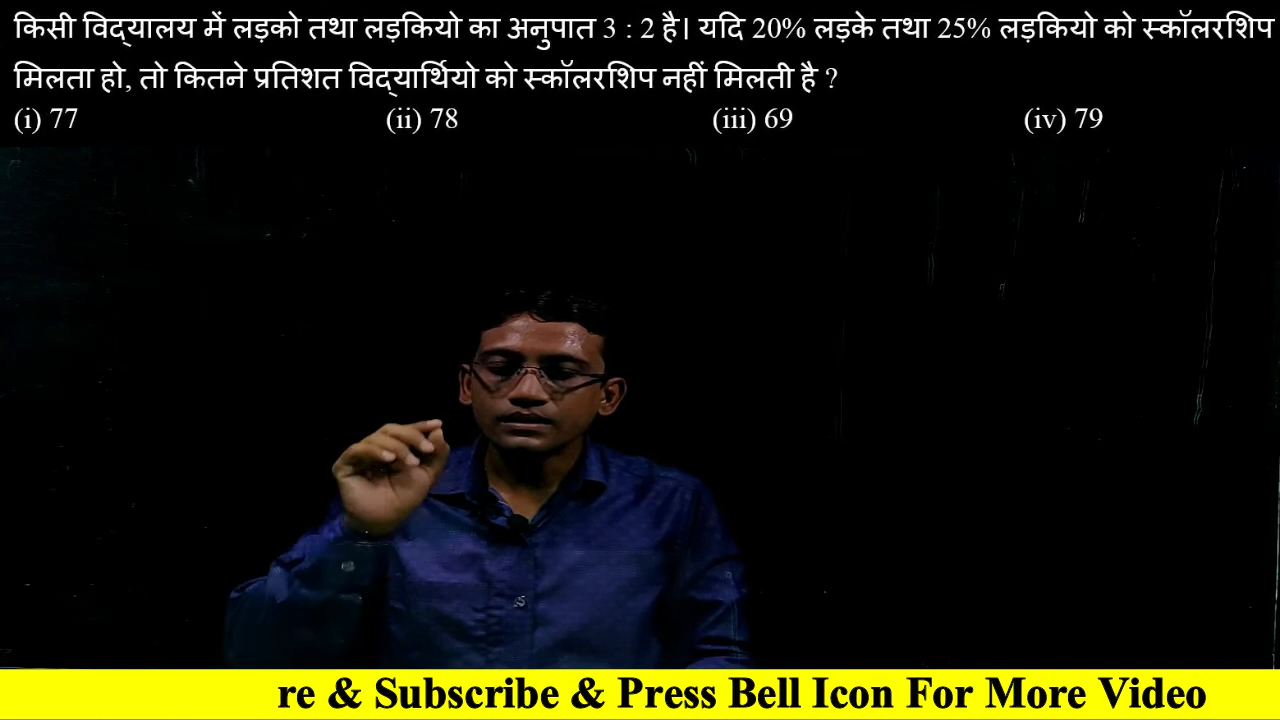 किसी विद्यालय में लड़को तथा लड़कियो का अनुपात 3 : 2 है। यदि 20% लड़के तथा 25% लड़कियो को स्कॉलरशिप
मिलता हो, तो कितने प्रतिशत विद्यार्थियो को स्कॉलरशिप नहीं मिलती है ?
(i) 77 (ii) 78 (iii) 69 (iv) 79
re & Subscribe & Press Bell Icon For More Video